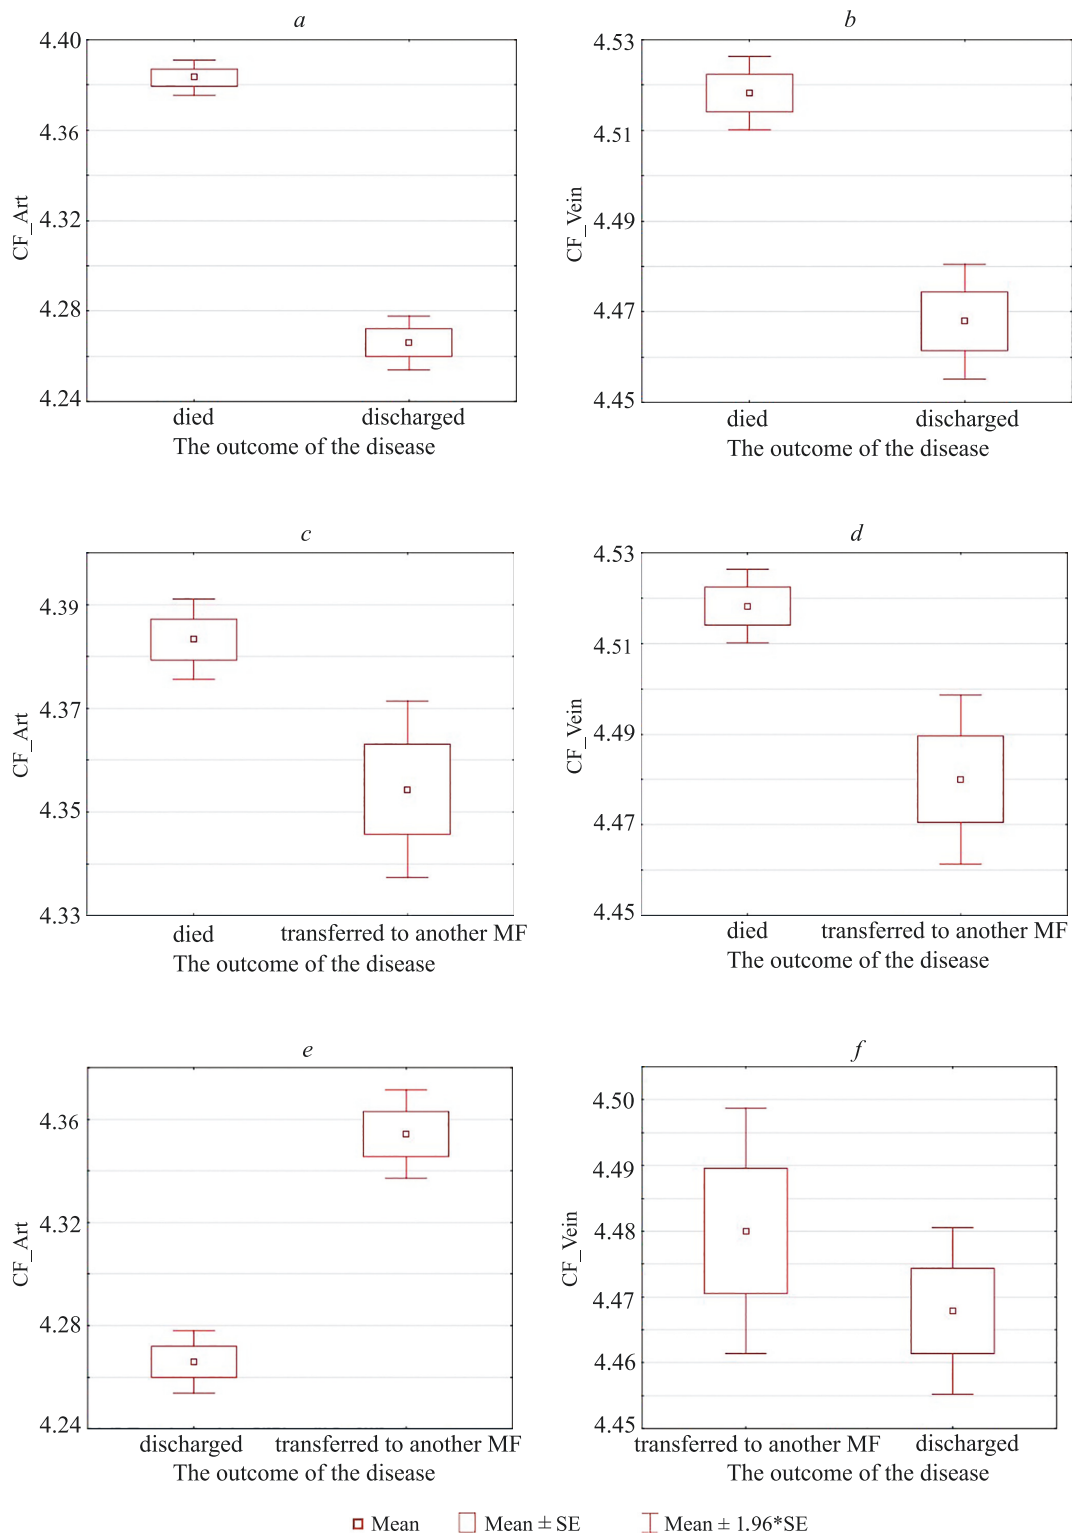 a
4.40
4.36
4.32
4.28
4.24
CF_Art
died discharged
The outcome of the disease
b
4.53
4.51
4.49
4.47
4.45
CF_Vein
died discharged
The outcome of the disease
c
4.39
4.37
4.35
4.33
CF_Art
died transferred to another MF
The outcome of the disease
d
4.53
4.51
4.49
4.47
4.45
CF_Vein
died transferred to another MF
The outcome of the disease
e
4.36
4.32
4.28
4.24
CF_Art
discharged transferred to another MF
The outcome of the disease
f
4.50
4.49
4.48
4.47
4.46
4.45
CF_Vein
transferred to another MF discharged
The outcome of the disease
Mean Mean ± SE Mean ± 1.96*SE